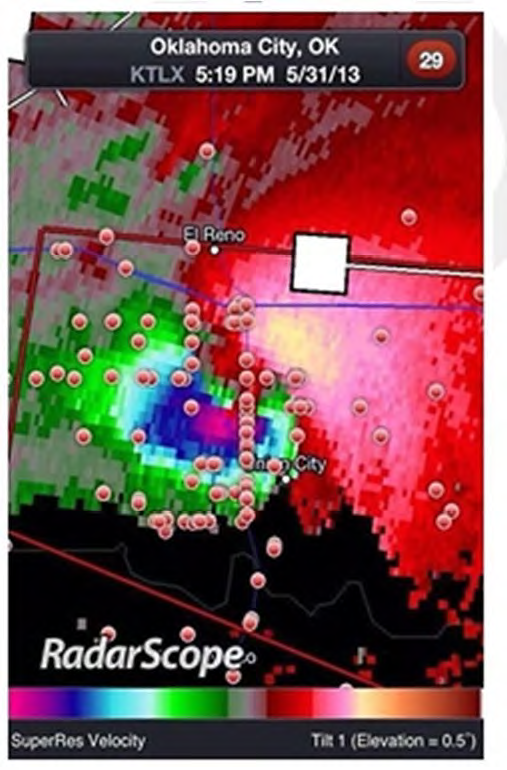 Oklahoma City, OK
KTLX 5:19 PM 5/31/13
29
El Reno
City
RadarScope
SuperRes Velocity
Tilt 1 (Elevation = 0.5°)